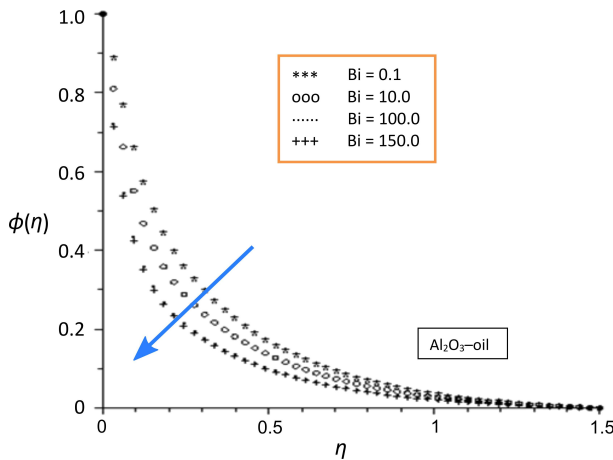 1.0
0.8
0.6
0.4
0.2
0
ϕ(η)
*** Bi = 0.1
ooo Bi = 10.0
...... Bi = 100.0
+++ Bi = 150.0
Al₂O₃–oil
0 0.5 1 1.5
η